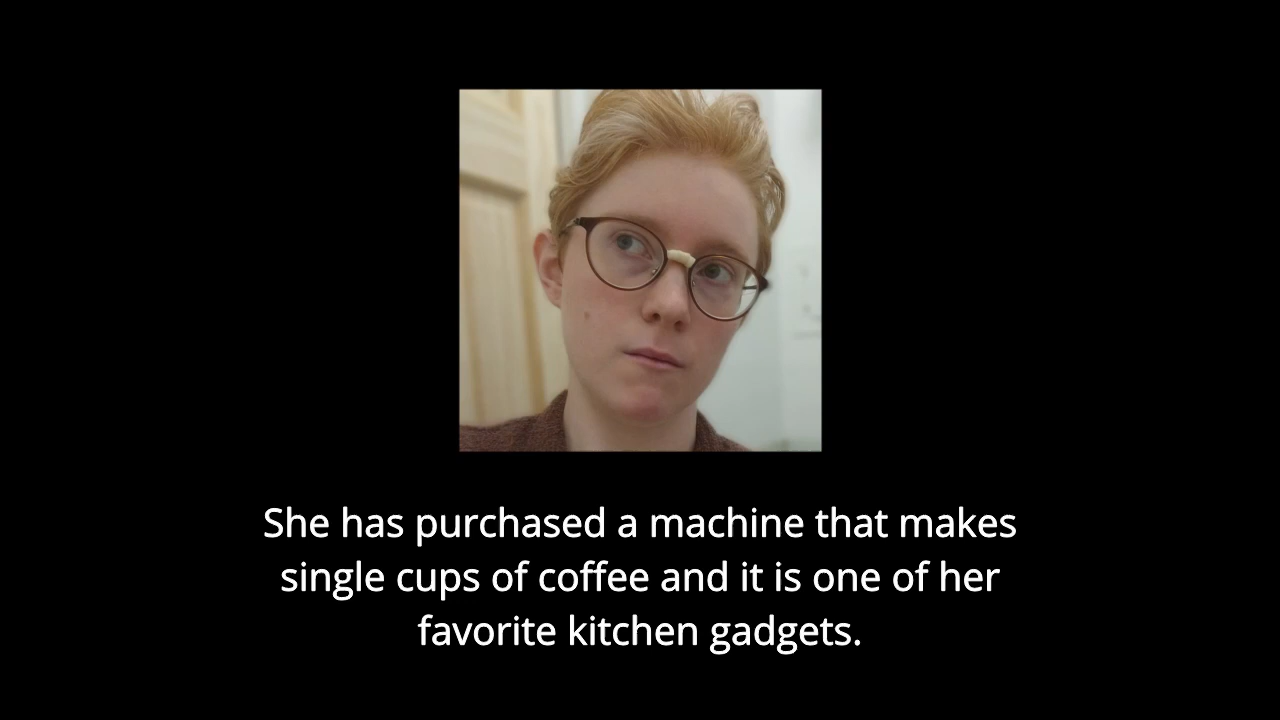 She has purchased a machine that makes
single cups of coffee and it is one of her
favorite kitchen gadgets.